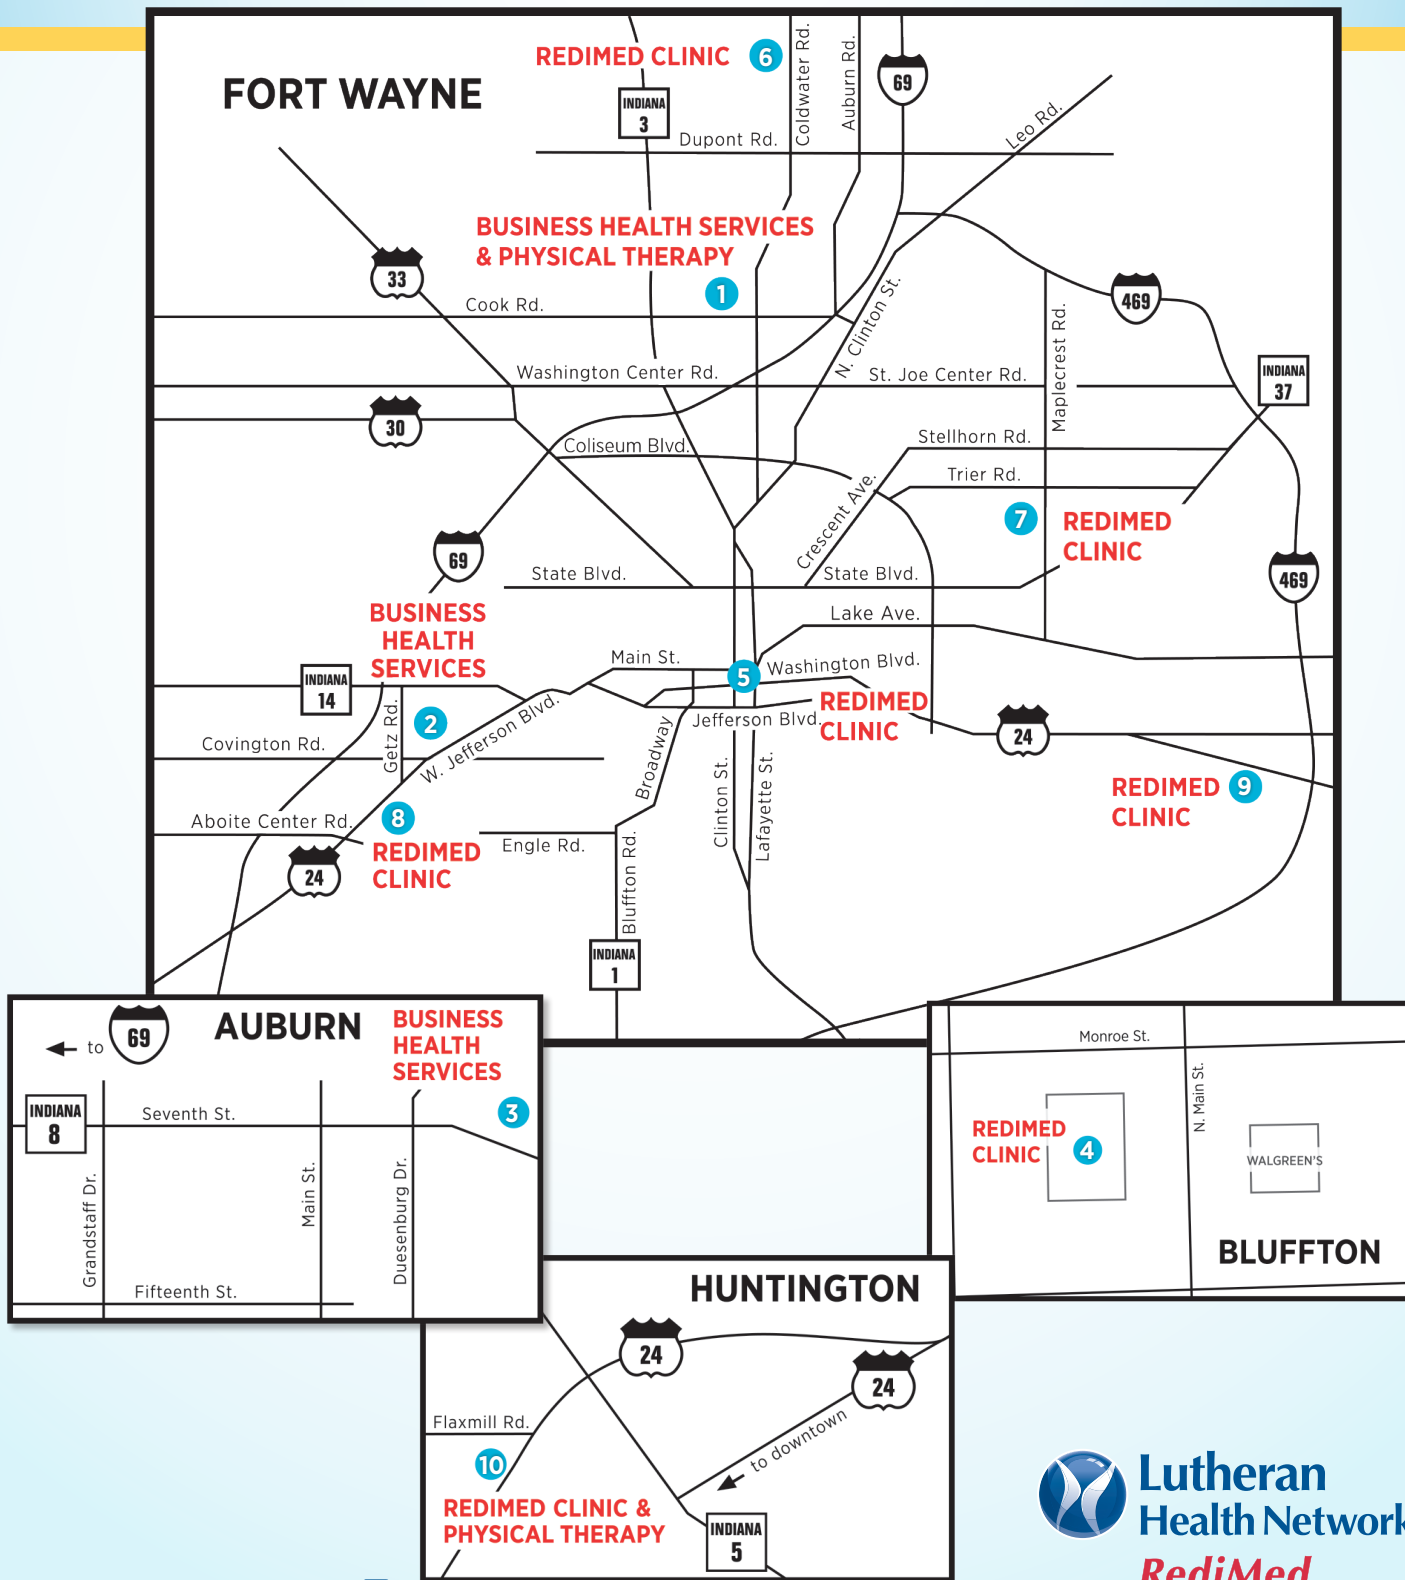 FORT WAYNE
REDIMED CLINIC 6
INDIANA
3
Coldwater Rd.
Auburn Rd.
69
Leo Rd.
Dupont Rd.
BUSINESS HEALTH SERVICES
& PHYSICAL THERAPY
1
33
Cook Rd.
N. Clinton St.
469
Maplecrest Rd.
Washington Center Rd.
St. Joe Center Rd.
INDIANA
37
30
Coliseum Blvd.
Stellhorn Rd.
Trier Rd.
Crescent Ave.
7
REDIMED
CLINIC
69
State Blvd.
State Blvd.
469
BUSINESS
HEALTH
SERVICES
Lake Ave.
Main St.
5
Washington Blvd.
INDIANA
14
2
Getz Rd.
W. Jefferson Blvd.
Jefferson Blvd.
REDIMED
CLINIC
24
Covington Rd.
Broadway
Clinton St.
Lafayette St.
REDIMED 9
CLINIC
Aboite Center Rd.
8
REDIMED
CLINIC
24
Engle Rd.
Bluffton Rd.
INDIANA
1
AUBURN
to 69
BUSINESS
HEALTH
SERVICES
3
INDIANA
8
Seventh St.
Grandstaff Dr.
Main St.
Duesenburg Dr.
Fifteenth St.
Monroe St.
N. Main St.
REDIMED
CLINIC 4
WALGREEN'S
BLUFFTON
HUNTINGTON
24
24
to downtown
Flaxmill Rd.
10
REDIMED CLINIC &
PHYSICAL THERAPY
INDIANA
5
Lutheran
Health Network
RediMed